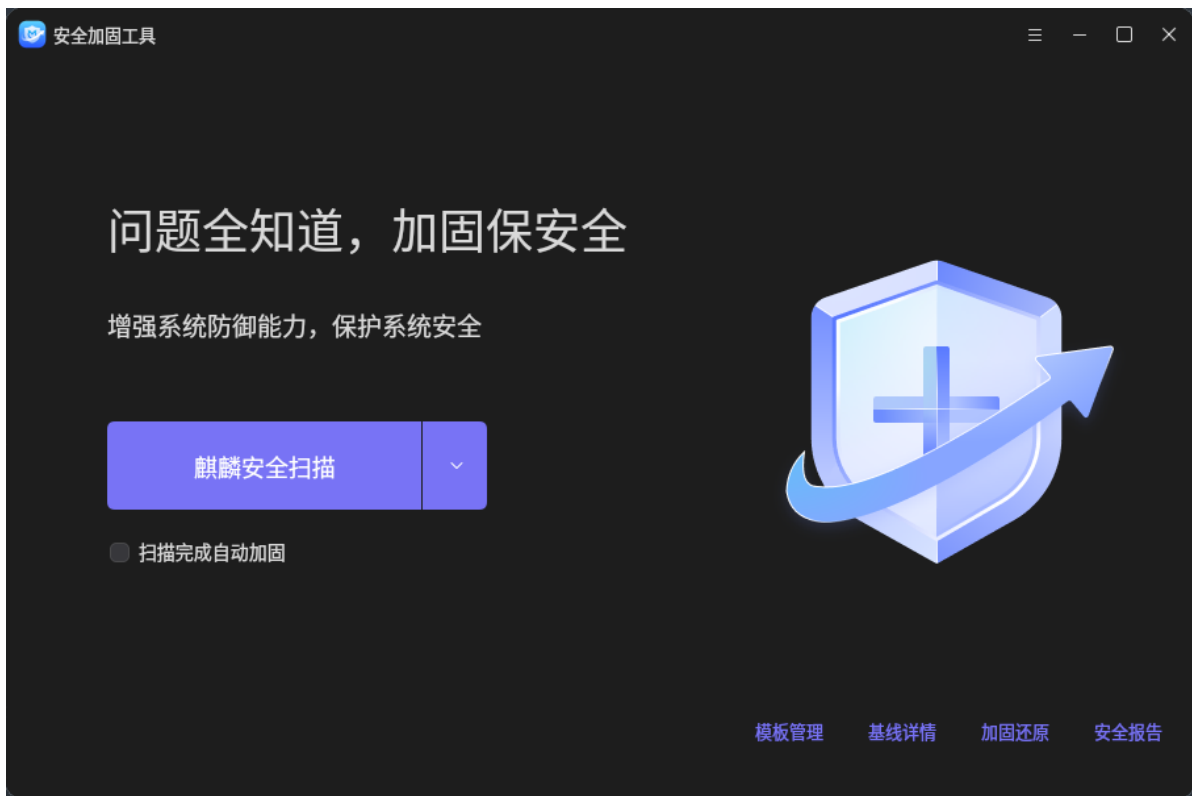 安全加固工具
问题全知道，加固保安全
增强系统防御能力，保护系统安全
麒麟安全扫描
扫描完成自动加固
模板管理 基线详情 加固还原 安全报告